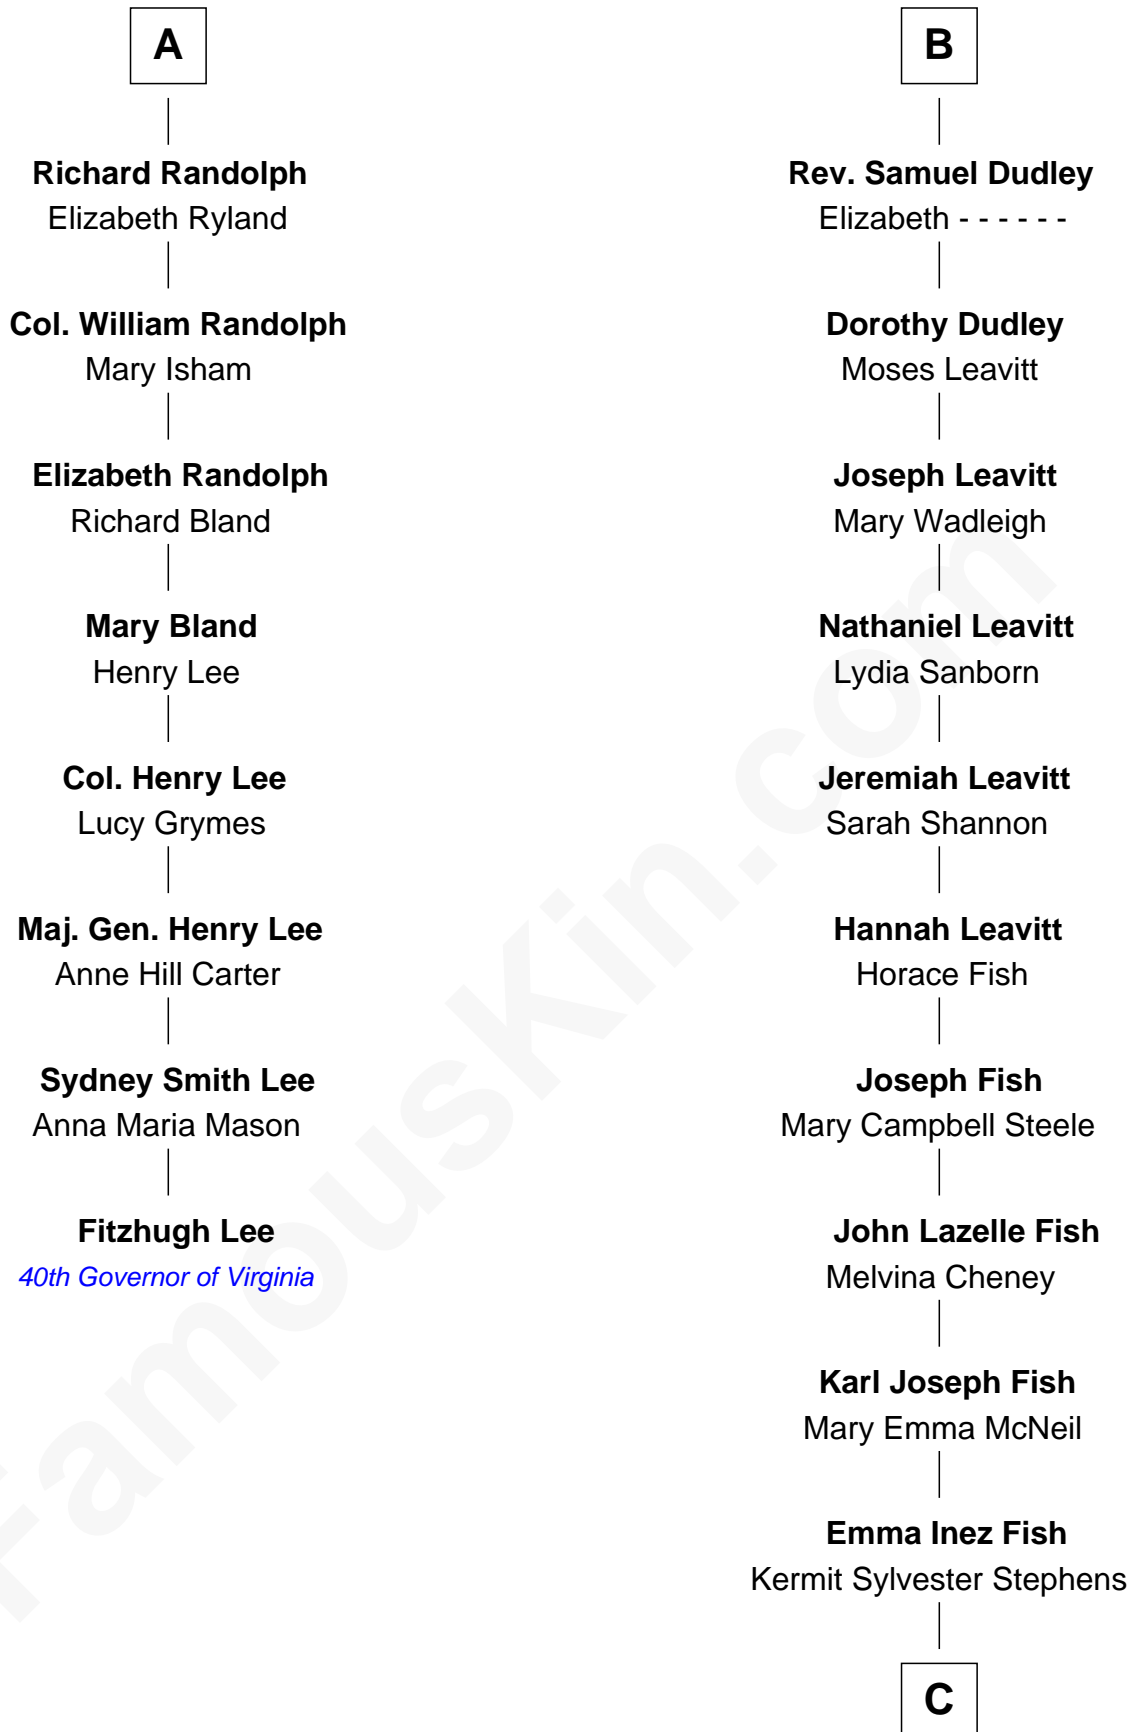 A
Richard Randolph
Elizabeth Ryland
Col. William Randolph
Mary Isham
Elizabeth Randolph
Richard Bland
Mary Bland
Henry Lee
Col. Henry Lee
Lucy Grymes
Maj. Gen. Henry Lee
Anne Hill Carter
Sydney Smith Lee
Anna Maria Mason
Fitzhugh Lee
40th Governor of Virginia
B
Rev. Samuel Dudley
Elizabeth - - - - - -
Dorothy Dudley
Moses Leavitt
Joseph Leavitt
Mary Wadleigh
Nathaniel Leavitt
Lydia Sanborn
Jeremiah Leavitt
Sarah Shannon
Hannah Leavitt
Horace Fish
Joseph Fish
Mary Campbell Steele
John Lazelle Fish
Melvina Cheney
Karl Joseph Fish
Mary Emma McNeil
Emma Inez Fish
Kermit Sylvester Stephens
C
FamousKin.com